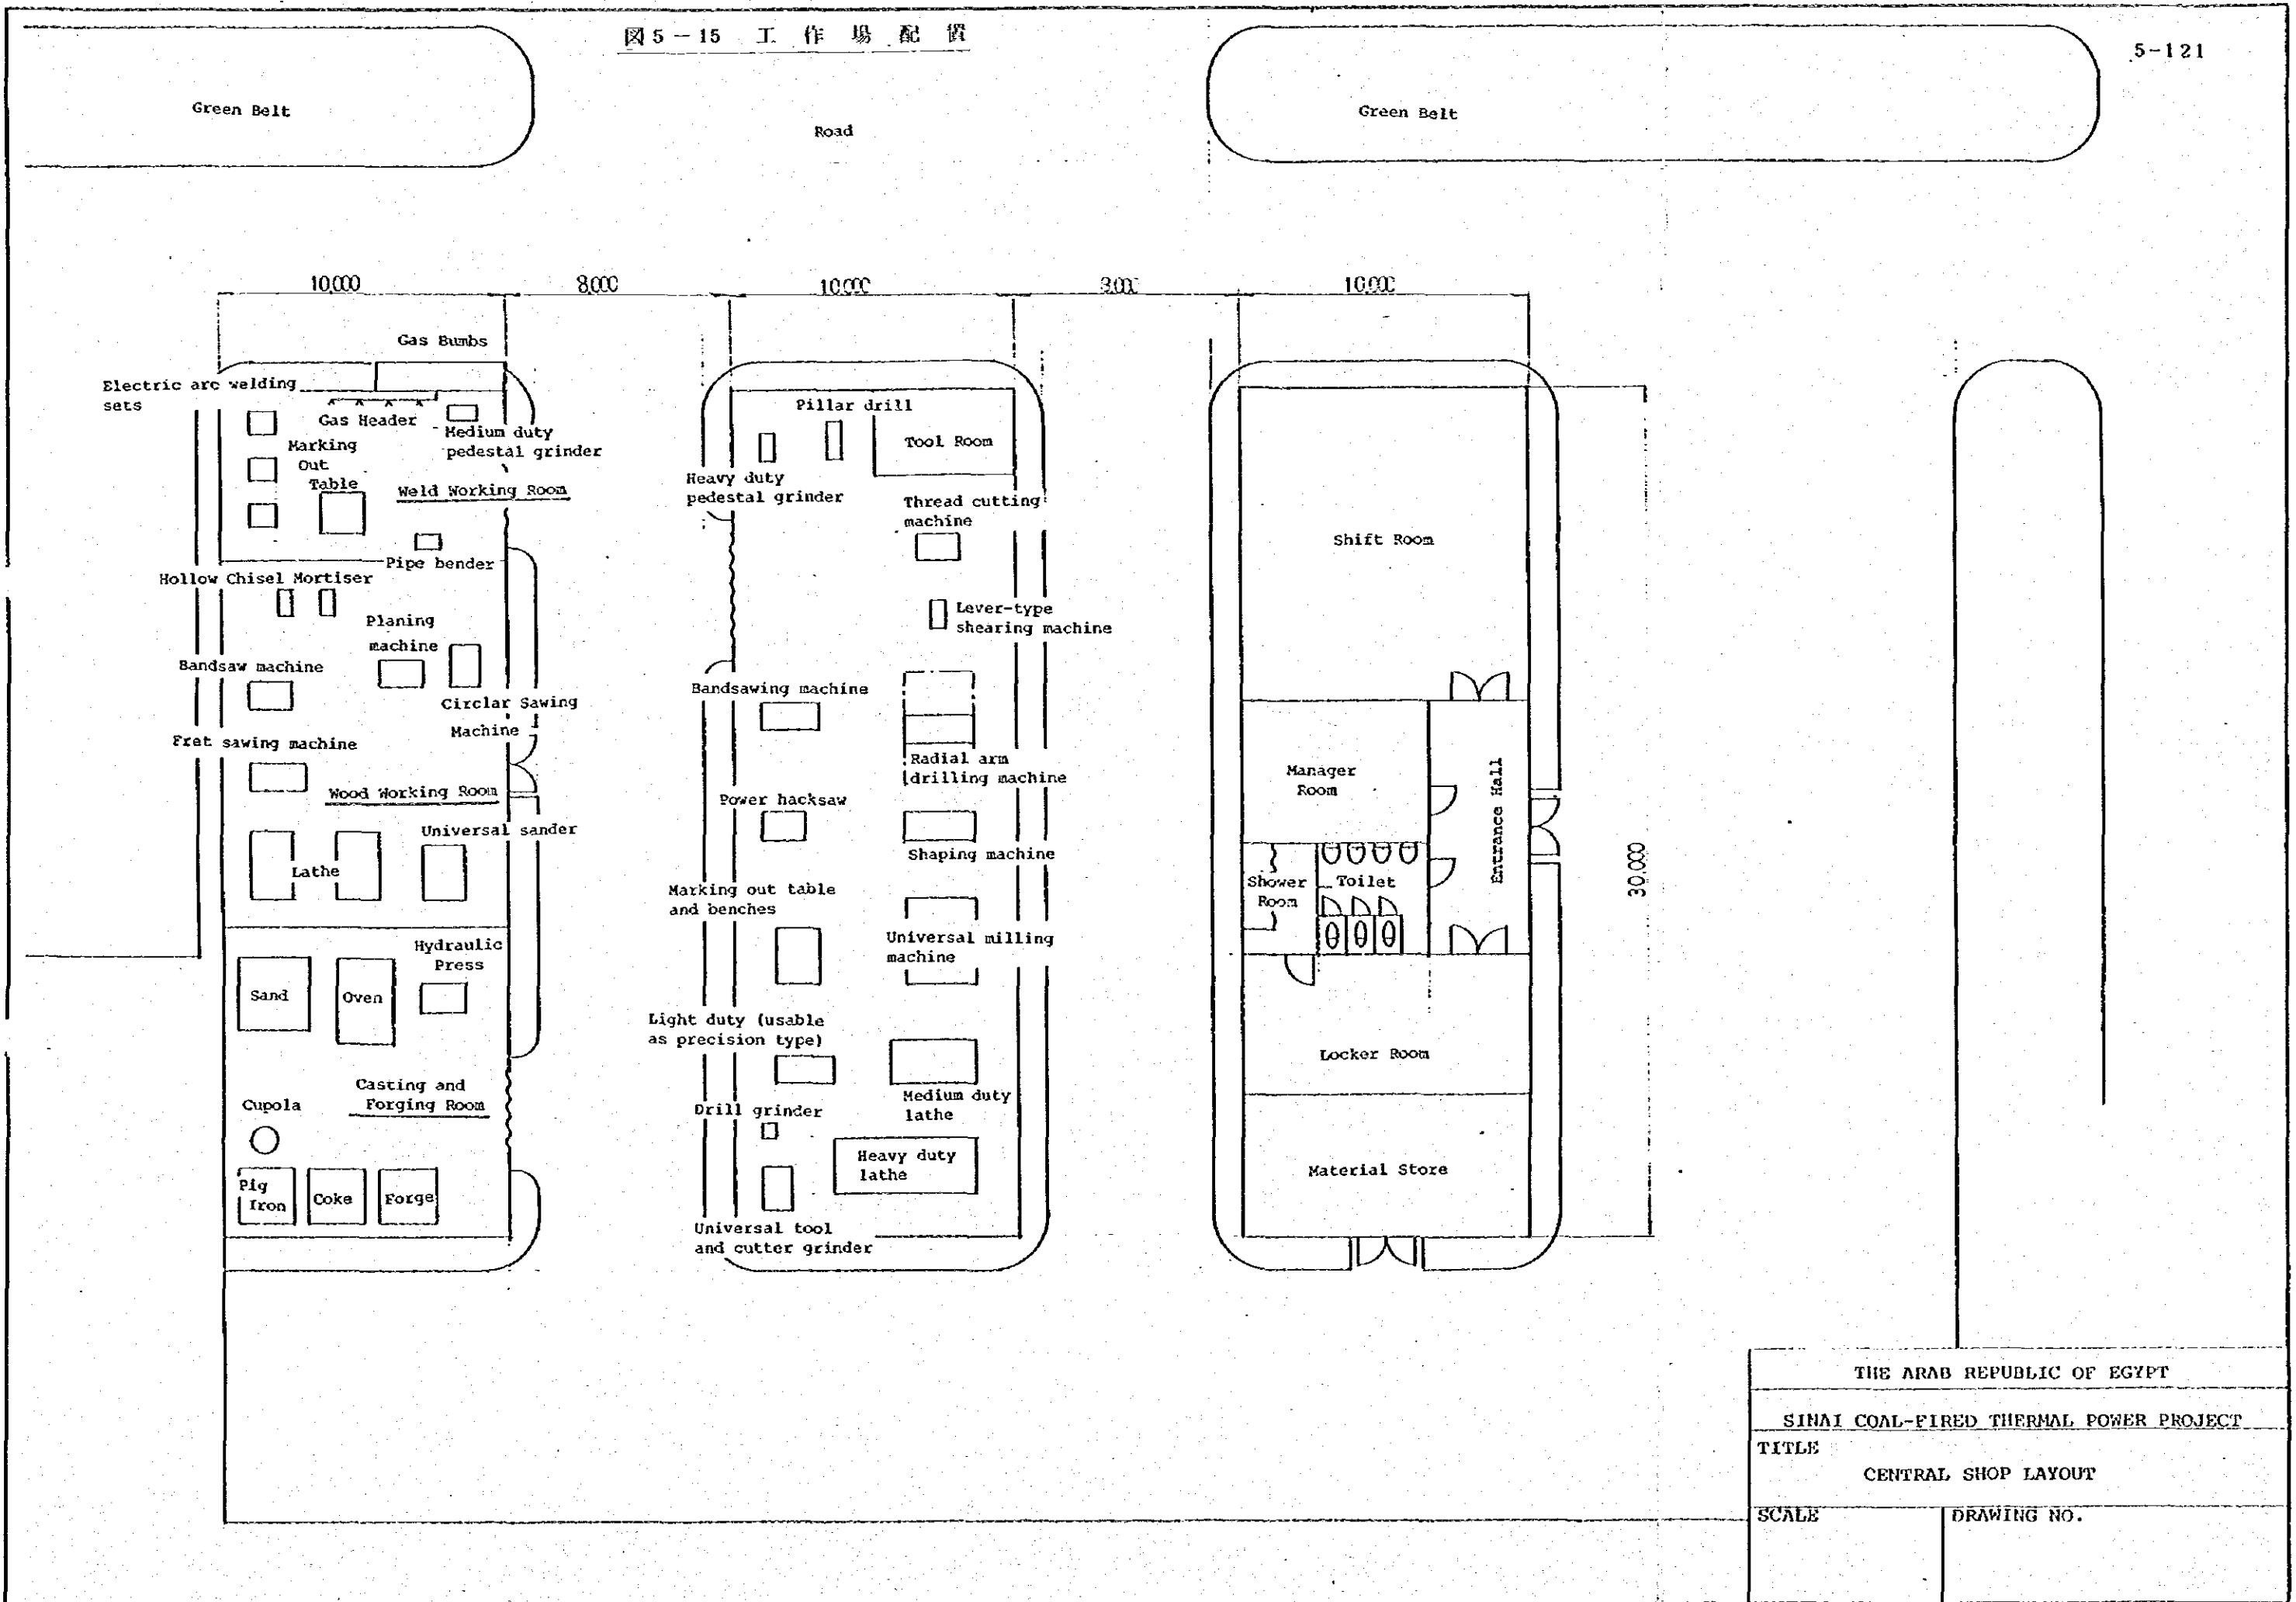 図5－15 工作場配置
5-121
Green Belt
Road
Green Belt
10,000
8,000
10,000
8,000
10,000
Gas Bumbs
Electric arc welding
sets
Gas Header
Medium duty
pedestal grinder
Marking
Out
Table
Weld Working Room
Pipe bender
Hollow Chisel Mortiser
Planing
machine
Bandsaw machine
Circlar Sawing
Machine
Fret sawing machine
Wood Working Room
Universal sander
Lathe
Hydraulic
Press
Sand
Oven
Casting and
Forging Room
Cupola
Pig
Iron
Coke
Forge
Pillar drill
Tool Room
Heavy duty
pedestal grinder
Thread cutting
machine
Lever-type
shearing machine
Bandsawing machine
Radial arm
drilling machine
Power hacksaw
Shaping machine
Marking out table
and benches
Universal milling
machine
Light duty (usable
as precision type)
Medium duty
lathe
Drill grinder
Heavy duty
lathe
Universal tool
and cutter grinder
Shift Room
Manager
Room
Entrance Hall
Shower
Room
Toilet
Locker Room
Material Store
30,000
THE ARAB REPUBLIC OF EGYPT
SINAI COAL-FIRED THERMAL POWER PROJECT
TITLE
CENTRAL SHOP LAYOUT
SCALE
DRAWING NO.